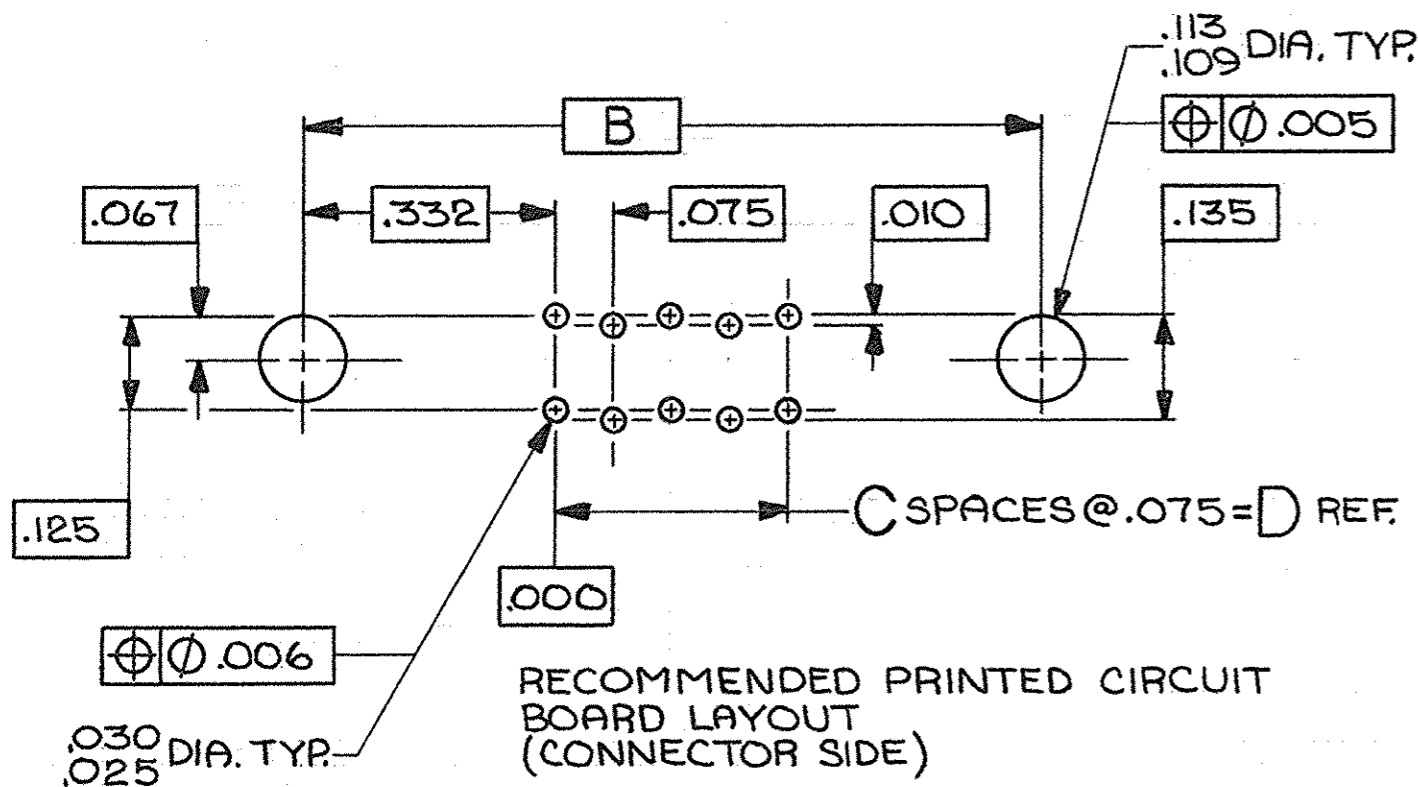 .113
.109 DIA. TYP.
⌖ Ø .005
B
.067
.332
.075
.010
.135
.125
C SPACES @ .075 = D REF.
.000
⌖ Ø .006
.030
.025 DIA. TYP.
RECOMMENDED PRINTED CIRCUIT
BOARD LAYOUT
(CONNECTOR SIDE)